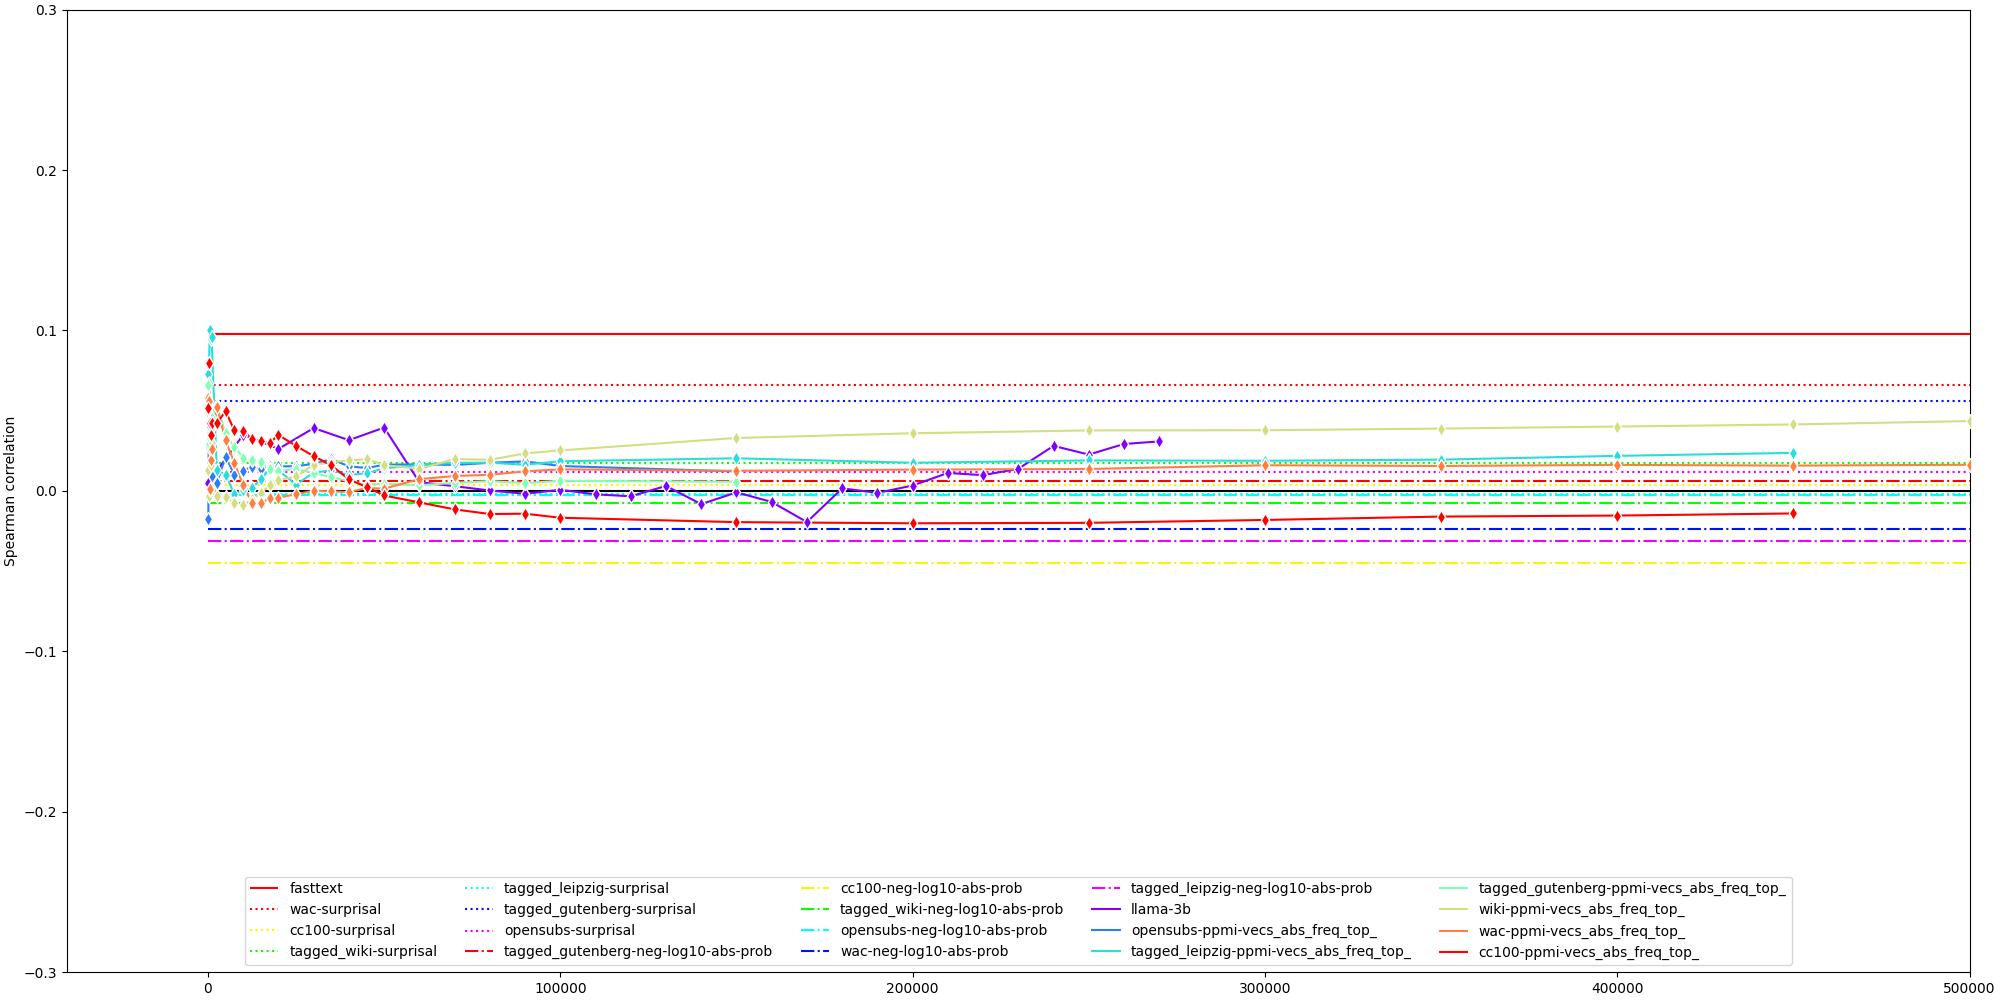 0.3
0.2
0.1
0.0
−0.1
−0.2
−0.3
Spearman correlation
0
100000
200000
300000
400000
500000
fasttext
wac-surprisal
cc100-surprisal
tagged_wiki-surprisal
tagged_leipzig-surprisal
tagged_gutenberg-surprisal
opensubs-surprisal
tagged_gutenberg-neg-log10-abs-prob
cc100-neg-log10-abs-prob
tagged_wiki-neg-log10-abs-prob
opensubs-neg-log10-abs-prob
wac-neg-log10-abs-prob
tagged_leipzig-neg-log10-abs-prob
llama-3b
opensubs-ppmi-vecs_abs_freq_top_
tagged_leipzig-ppmi-vecs_abs_freq_top_
tagged_gutenberg-ppmi-vecs_abs_freq_top_
wiki-ppmi-vecs_abs_freq_top_
wac-ppmi-vecs_abs_freq_top_
cc100-ppmi-vecs_abs_freq_top_